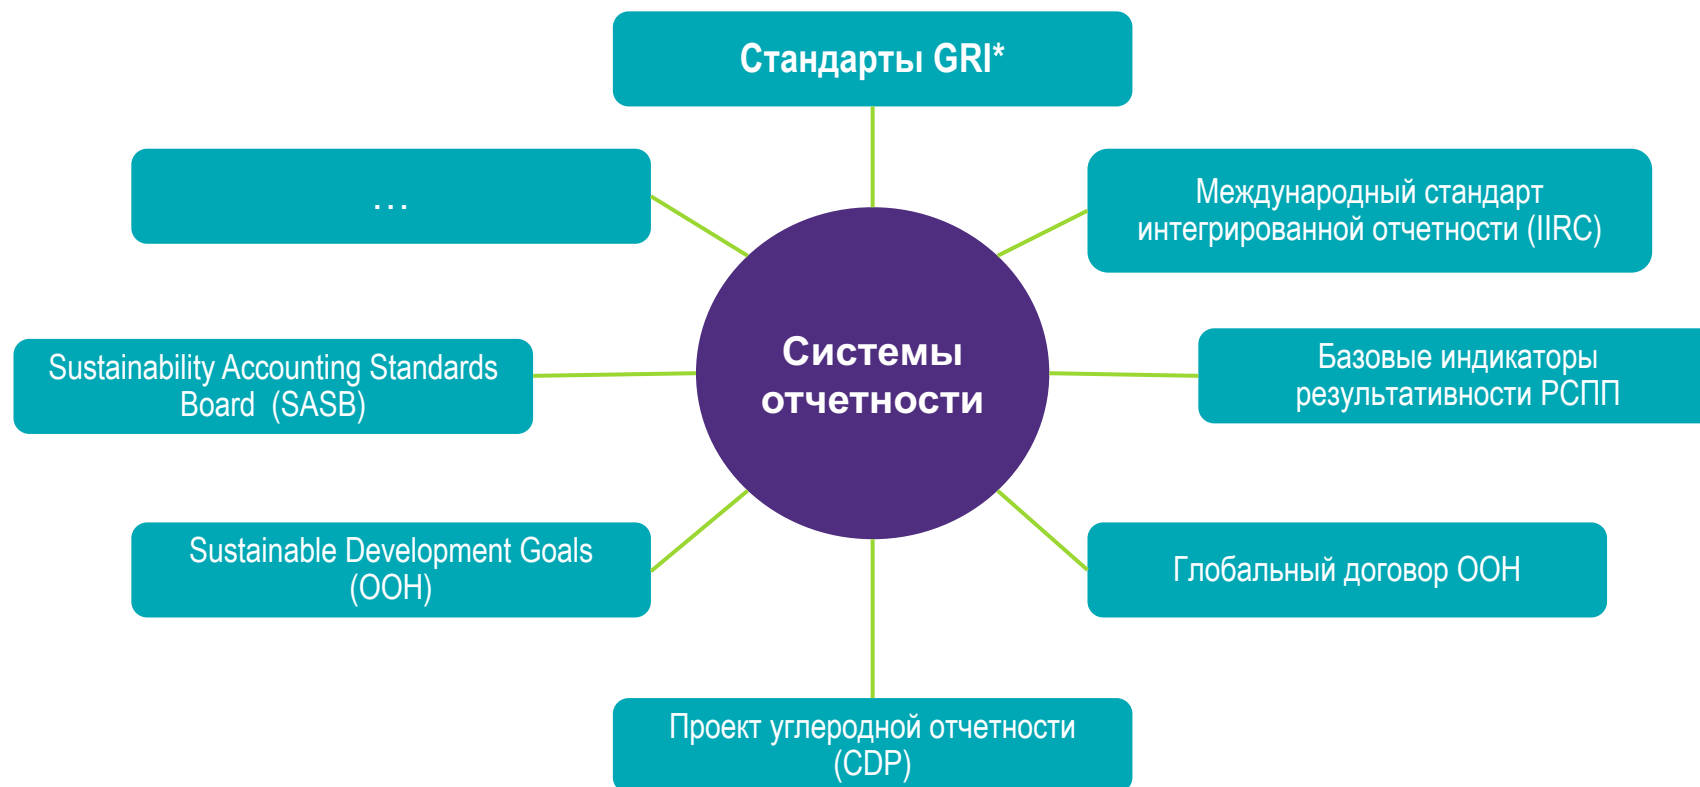 Стандарты GRI*
...
Международный стандарт
интегрированной отчетности (IIRC)
Системы
отчетности
Sustainability Accounting Standards
Board (SASB)
Базовые индикаторы
результативности РСПП
Sustainable Development Goals
(ООН)
Глобальный договор ООН
Проект углеродной отчетности
(CDP)